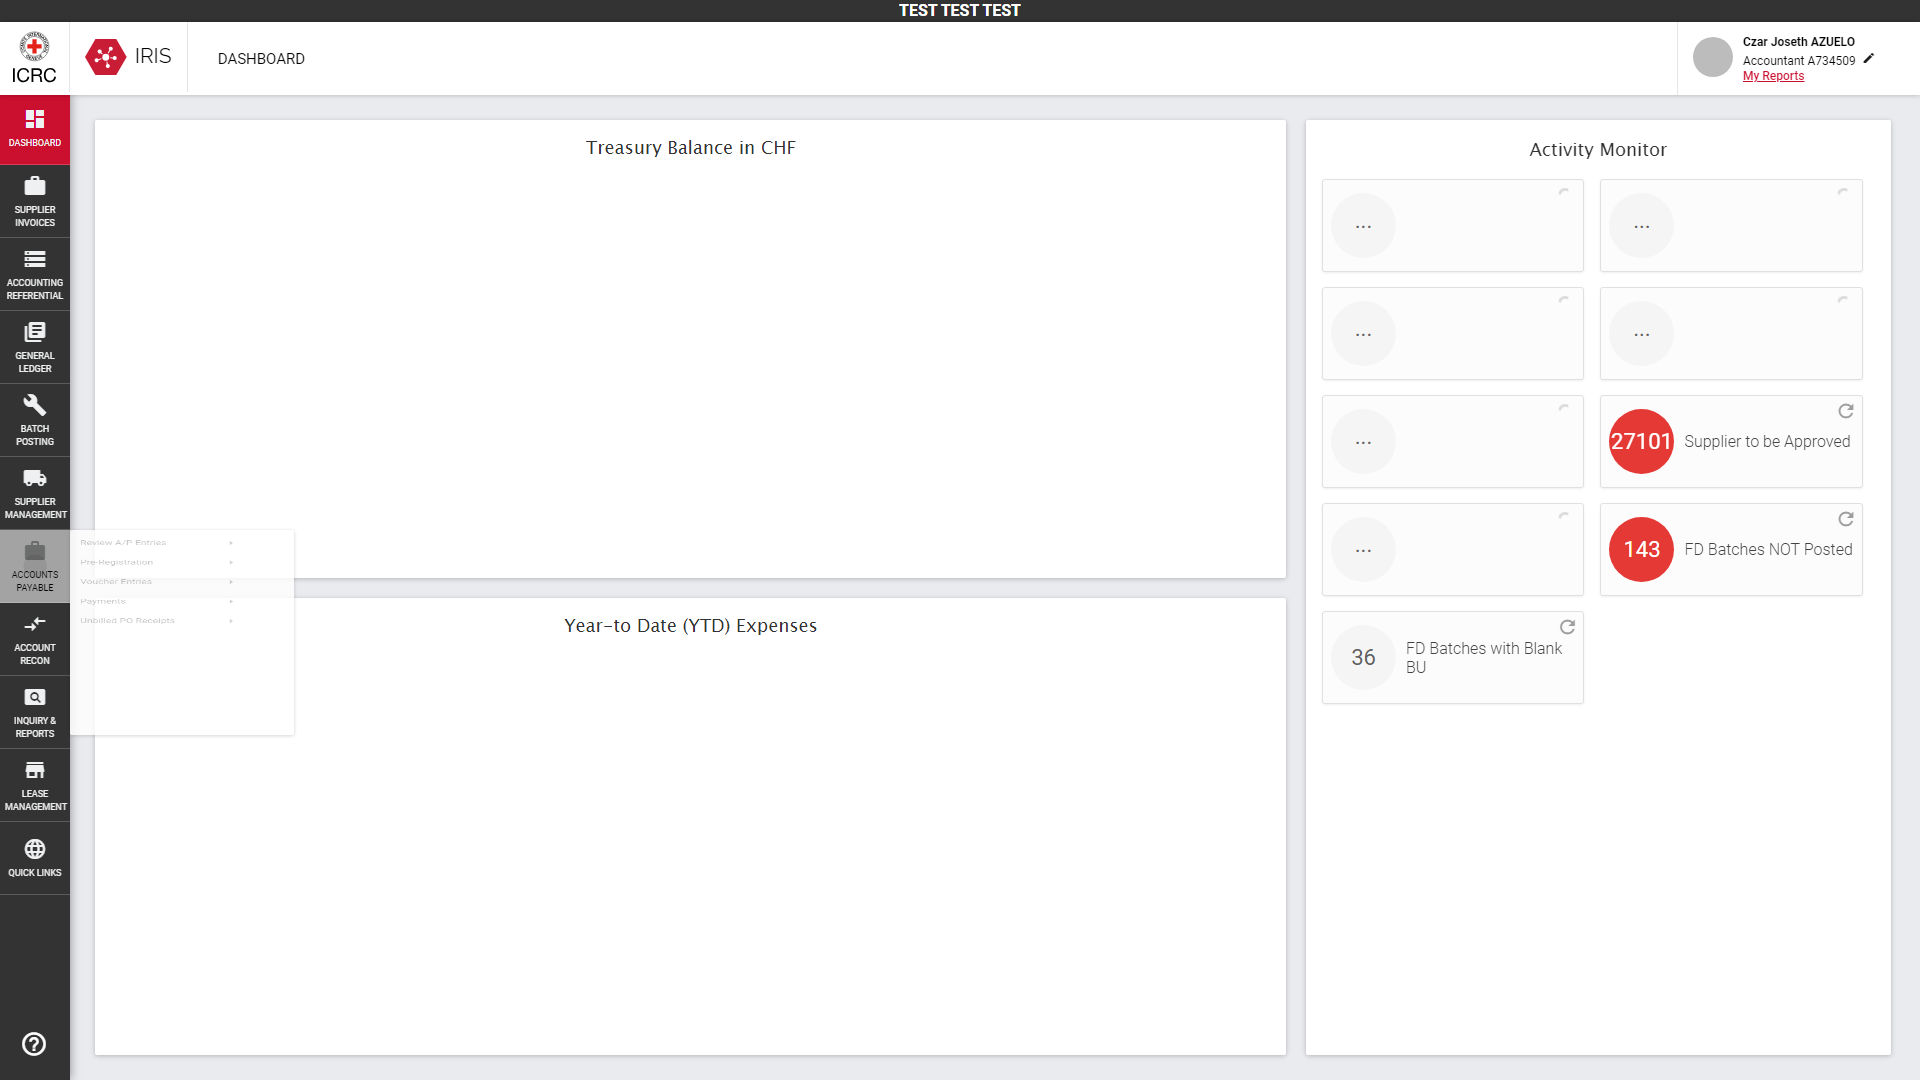 TEST TEST TEST
ICRC
IRIS
DASHBOARD
Czar Joseth AZUELO
Accountant A734509
My Reports
DASHBOARD
SUPPLIER
INVOICES
ACCOUNTING
REFERENTIAL
GENERAL
LEDGER
BATCH
POSTING
SUPPLIER
MANAGEMENT
ACCOUNTS
PAYABLE
ACCOUNT
RECON
INQUIRY &
REPORTS
LEASE
MANAGEMENT
QUICK LINKS
Review A/P Entries
Pre-Registration
Voucher Entries
Payments
Unbilled PO Receipts
Treasury Balance in CHF
Year-to Date (YTD) Expenses
Activity Monitor
...
...
...
...
...
27101 Supplier to be Approved
...
143 FD Batches NOT Posted
36 FD Batches with Blank
BU